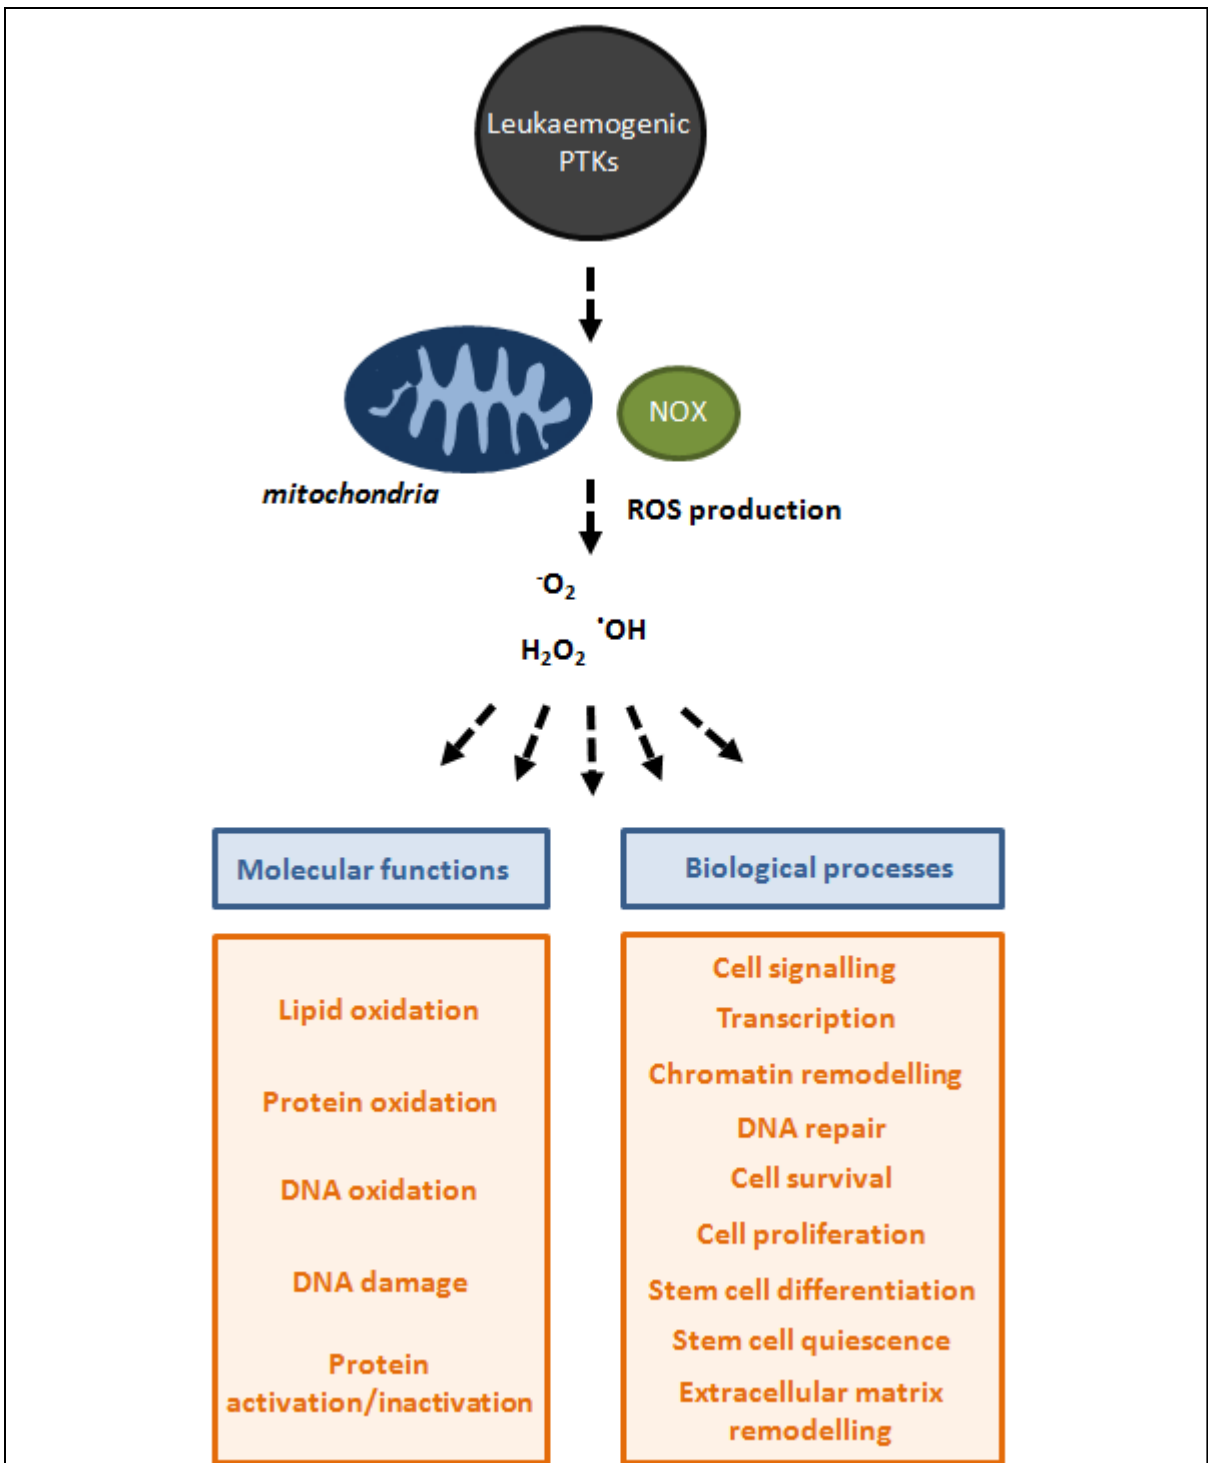 Leukaemogenic
PTKs
NOX
mitochondria
ROS production
⁻O₂
•OH
H₂O₂
Molecular functions
Lipid oxidation
Protein oxidation
DNA oxidation
DNA damage
Protein
activation/inactivation
Biological processes
Cell signalling
Transcription
Chromatin remodelling
DNA repair
Cell survival
Cell proliferation
Stem cell differentiation
Stem cell quiescence
Extracellular matrix
remodelling